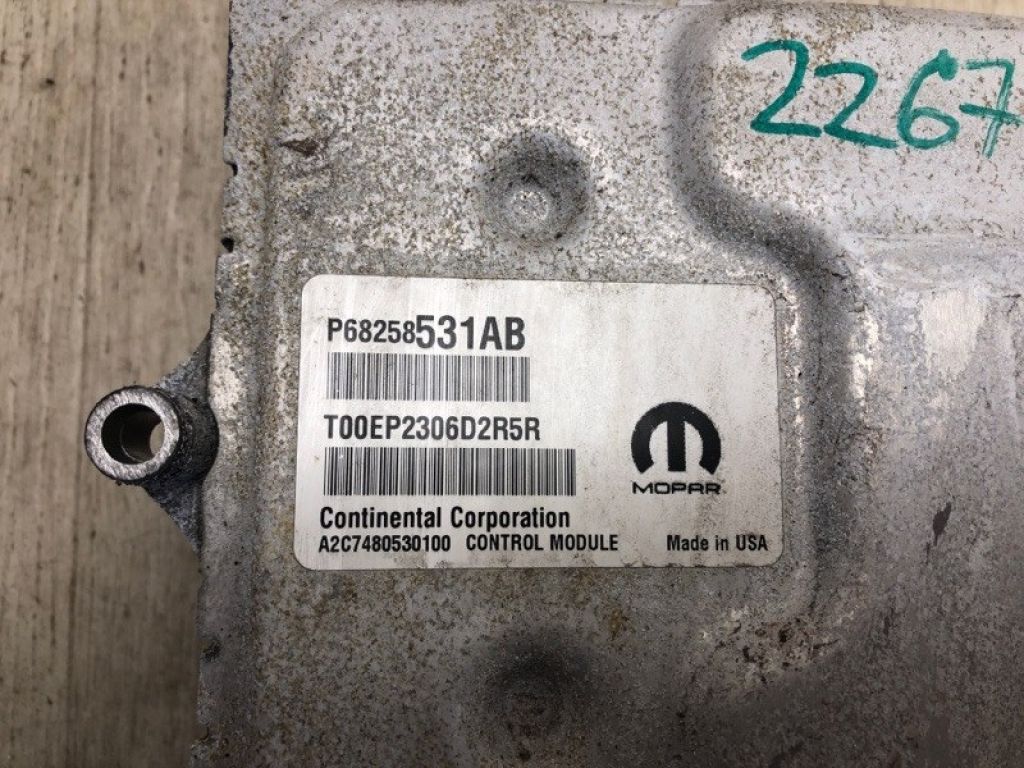 2267
P68258531AB
T00EP2306D2R5R
MOPAR
Continental Corporation
A2C7480530100 CONTROL MODULE Made in USA